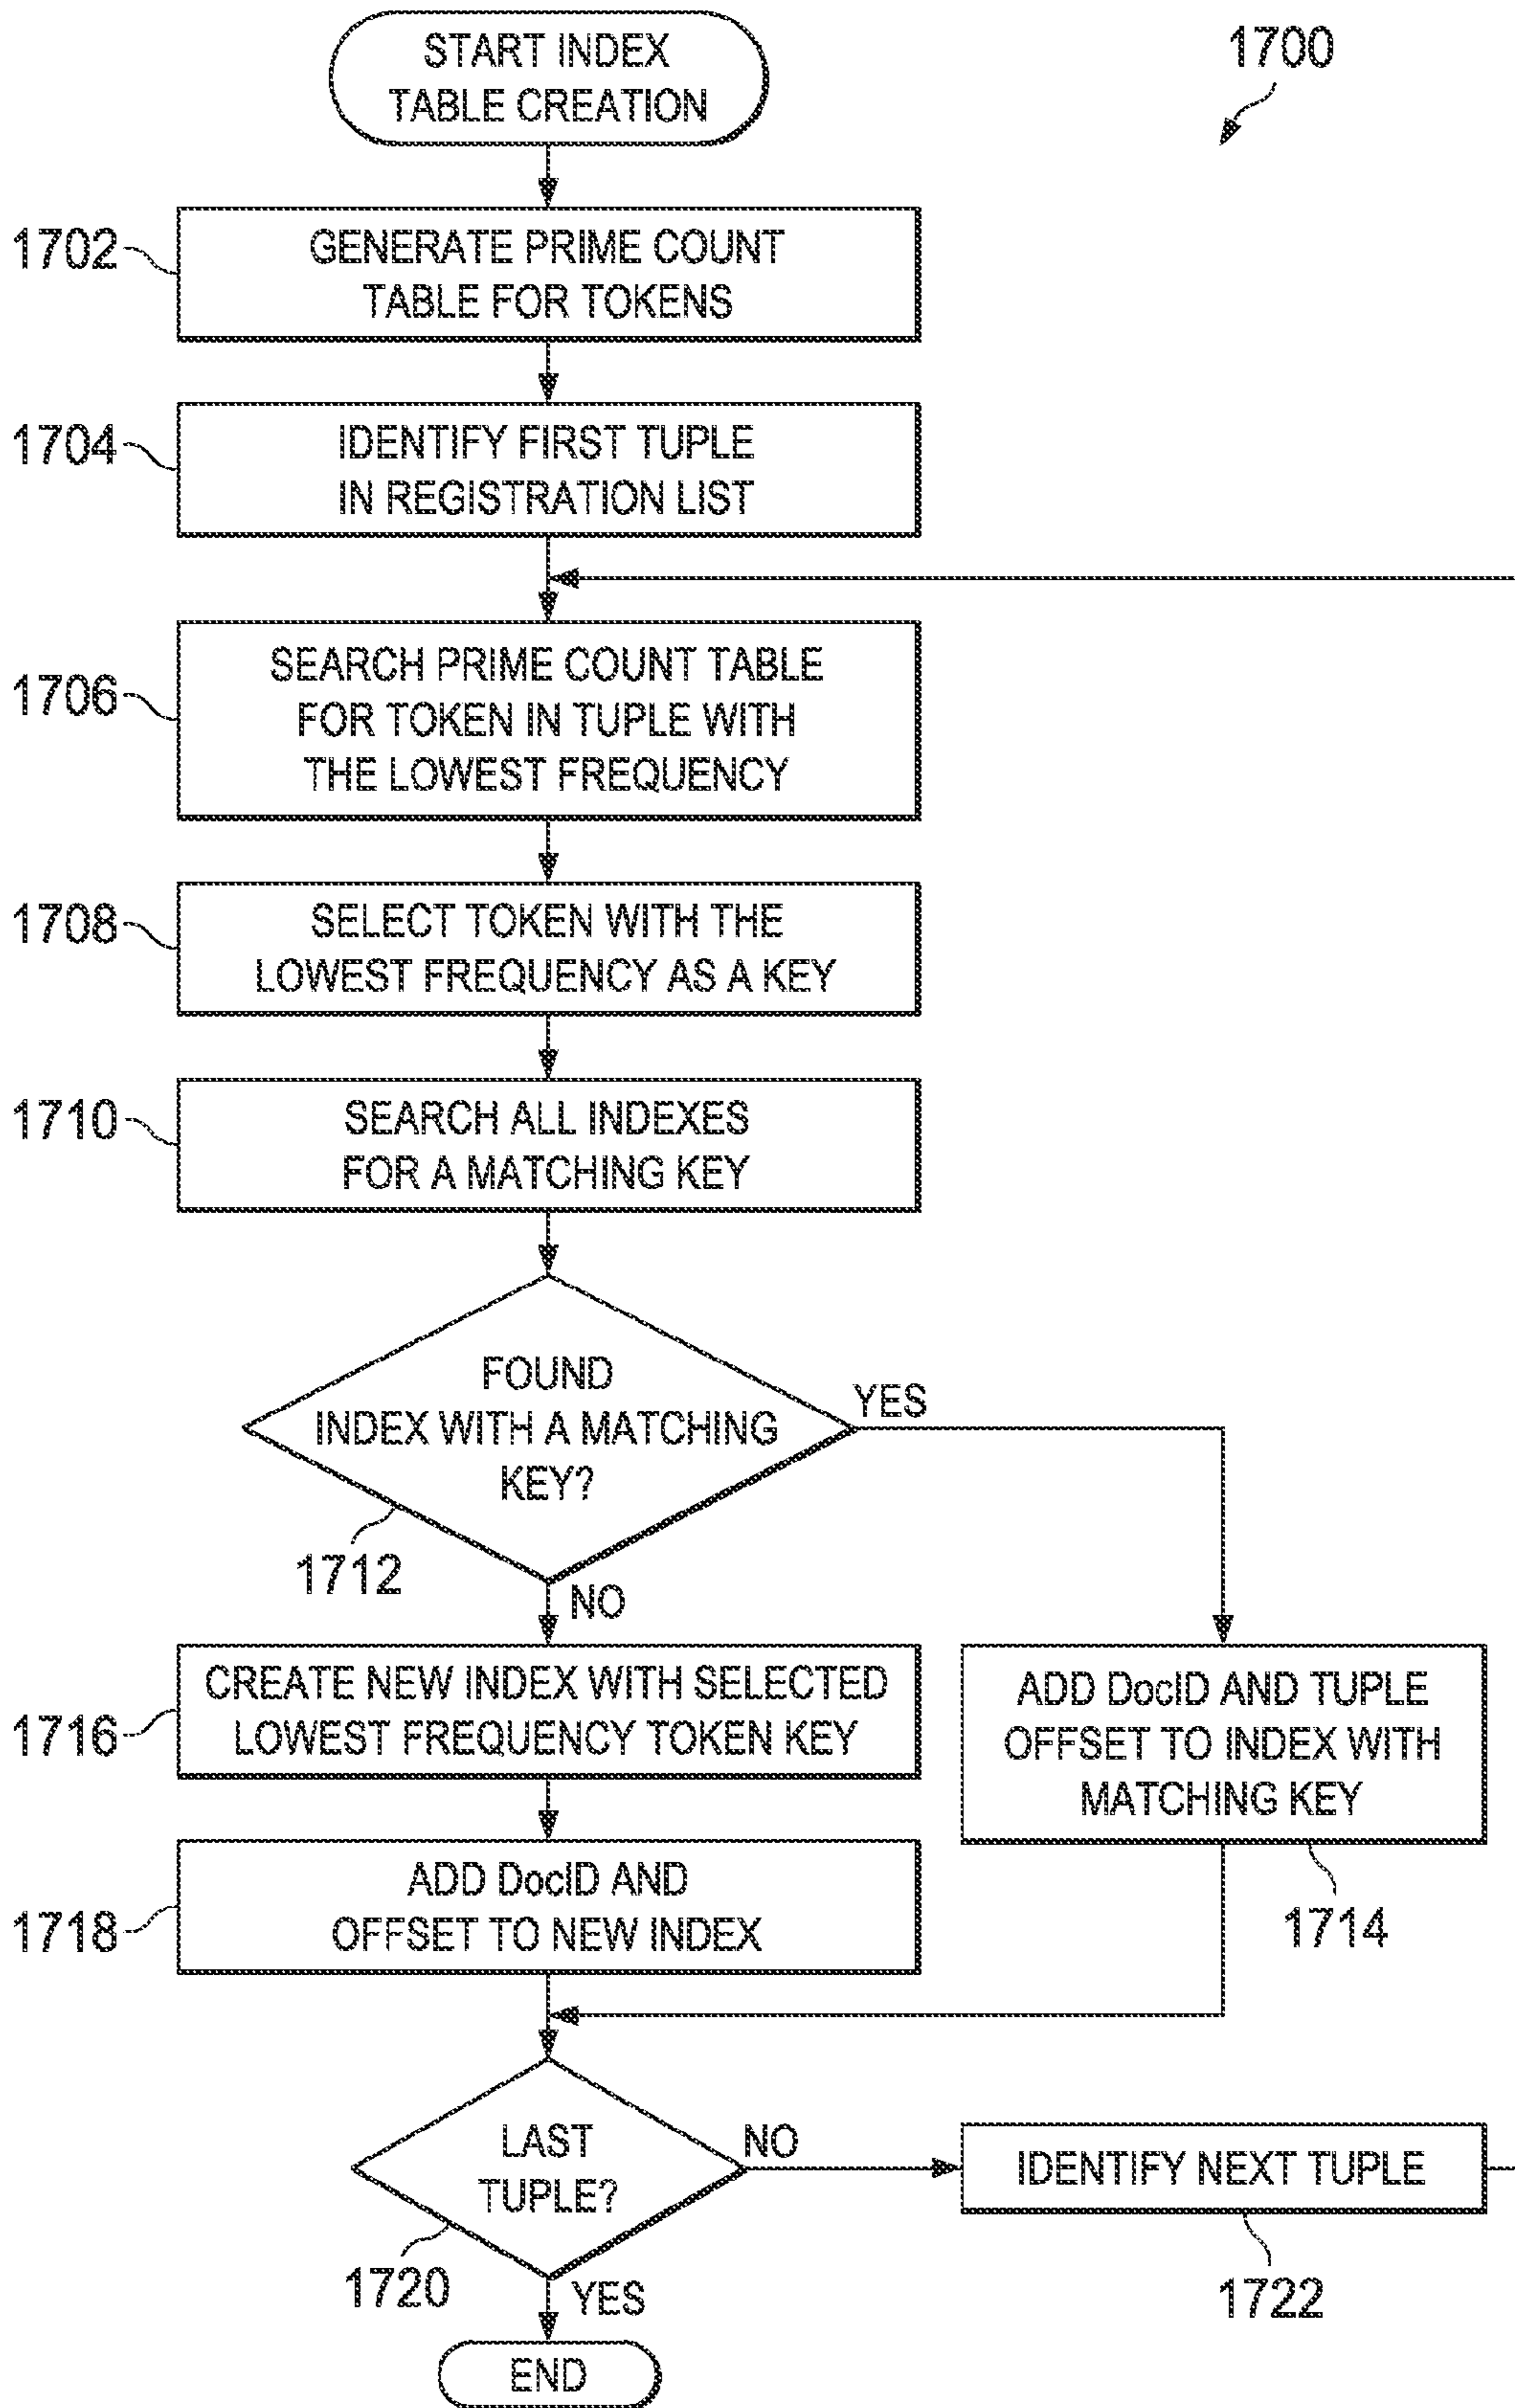 START INDEX
TABLE CREATION
1700
1702
GENERATE PRIME COUNT
TABLE FOR TOKENS
1704
IDENTIFY FIRST TUPLE
IN REGISTRATION LIST
1706
SEARCH PRIME COUNT TABLE
FOR TOKEN IN TUPLE WITH
THE LOWEST FREQUENCY
1708
SELECT TOKEN WITH THE
LOWEST FREQUENCY AS A KEY
1710
SEARCH ALL INDEXES
FOR A MATCHING KEY
FOUND
INDEX WITH A MATCHING
KEY?
YES
1712
NO
1716
CREATE NEW INDEX WITH SELECTED
LOWEST FREQUENCY TOKEN KEY
ADD DocID AND TUPLE
OFFSET TO INDEX WITH
MATCHING KEY
1714
1718
ADD DocID AND
OFFSET TO NEW INDEX
LAST
TUPLE?
NO
1720
YES
IDENTIFY NEXT TUPLE
1722
END